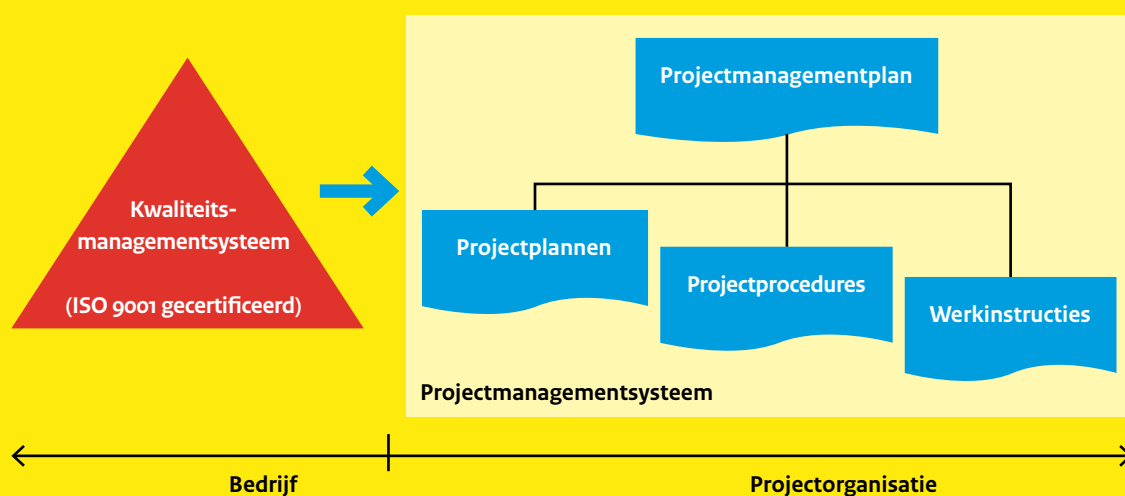 Kwaliteits-
managementsysteem
(ISO 9001 gecertificeerd)
Projectmanagementplan
Projectplannen
Projectprocedures
Werkinstructies
Projectmanagementsysteem
Bedrijf
Projectorganisatie